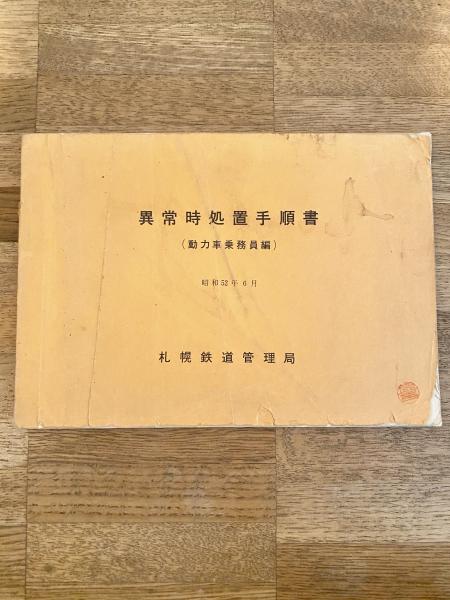 異常時処置手順書
(動力車乗務員編)
昭和52年6月
札幌鉄道管理局